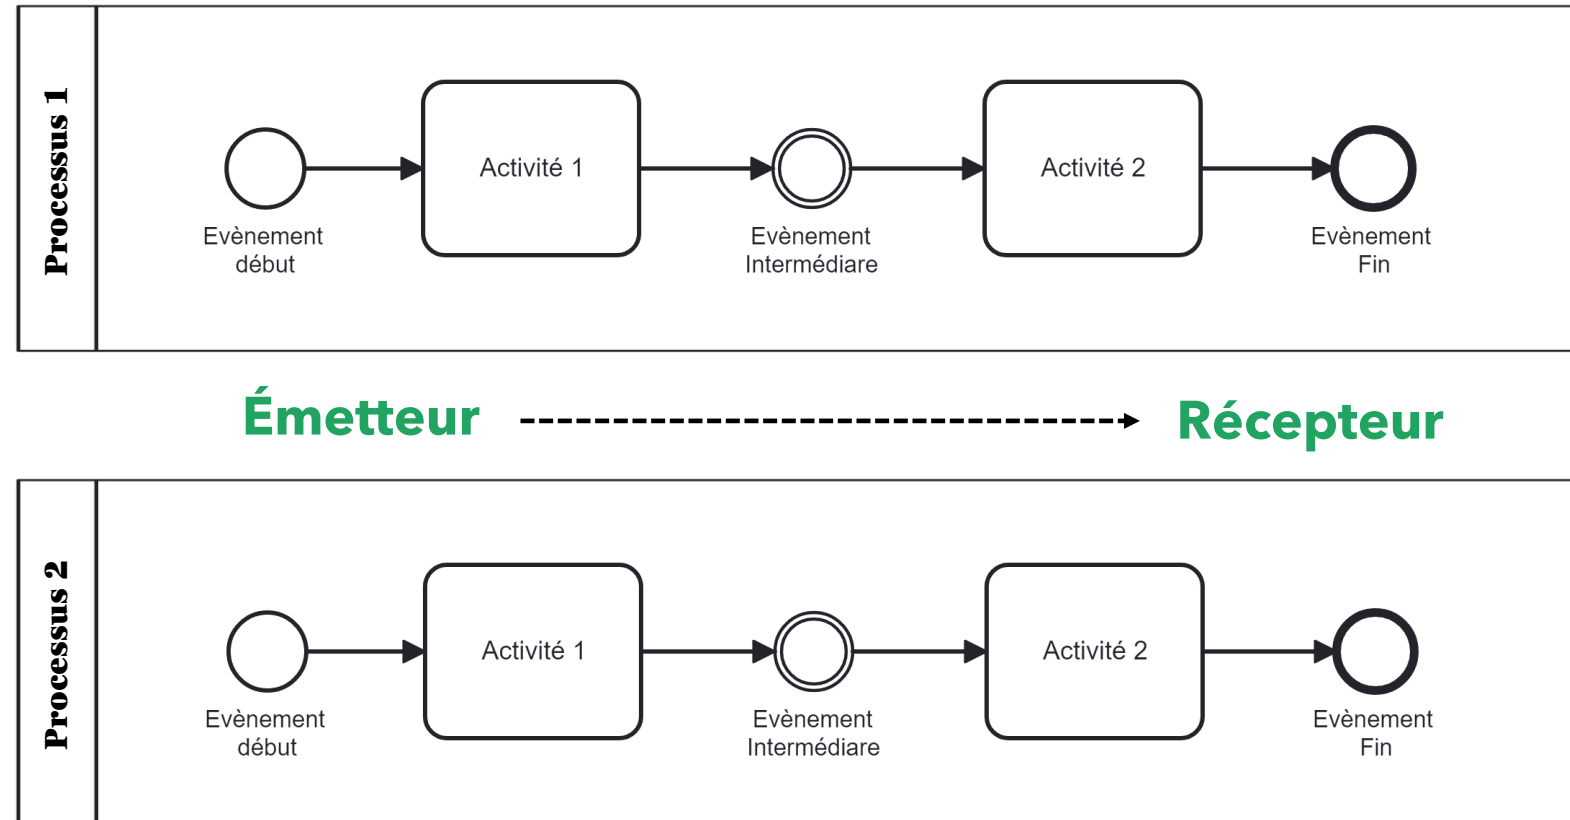 Processus 1
Activité 1
Activité 2
Evènement
début
Evènement
Intermédiare
Evènement
Fin
Émetteur
Récepteur
Processus 2
Activité 1
Activité 2
Evènement
début
Evènement
Intermédiare
Evènement
Fin